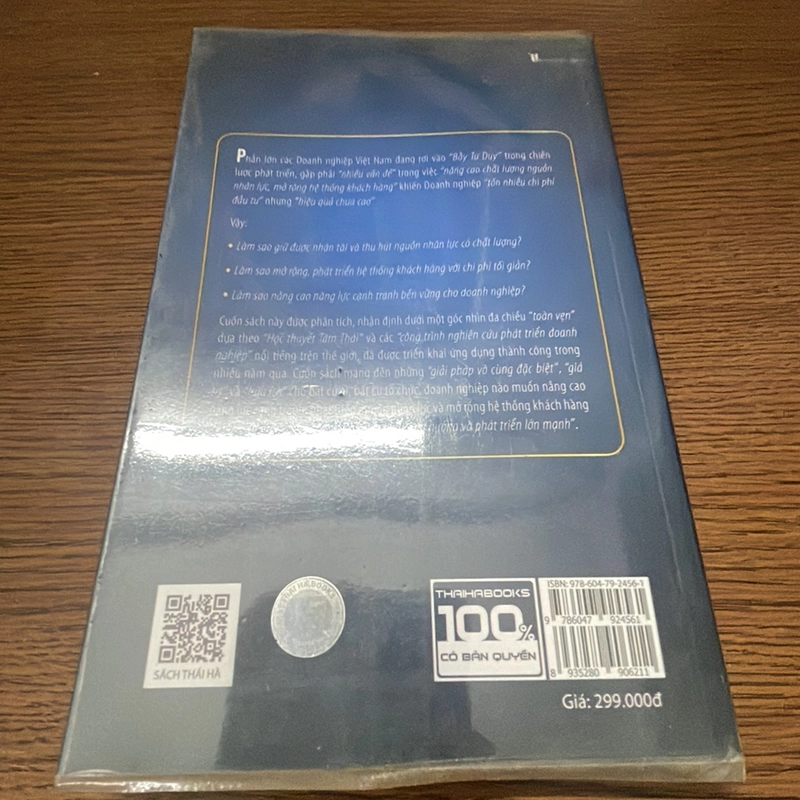 Phần lớn các Doanh nghiệp Việt Nam đang rơi vào "Bẫy Tư Duy" trong chiến
lược phát triển, gặp phải "nhiều vấn đề" trong việc "nâng cao chất lượng nguồn
nhân lực, mở rộng hệ thống khách hàng" khiến Doanh nghiệp "tốn nhiều chi phí
đầu tư" nhưng "hiệu quả chưa cao"
Vậy:
• Làm sao giữ được nhân tài và thu hút nguồn nhân lực có chất lượng?
• Làm sao mở rộng, phát triển hệ thống khách hàng với chi phí tối giản?
• Làm sao nâng cao năng lực cạnh tranh bền vững cho doanh nghiệp?
Cuốn sách này được phân tích, nhận định dưới một góc nhìn đa chiều "toàn vẹn"
dựa theo "Học thuyết Tâm Thái" và các "công trình nghiên cứu phát triển doanh
nghiệp" nổi tiếng trên thế giới, đã được triển khai ứng dụng thành công trong
nhiều năm qua. Cuốn sách mang đến những "giải pháp vô cùng đặc biệt", "giá
cho bất cứ ai, bất cứ tổ chức, doanh nghiệp nào muốn nâng cao
và mở rộng hệ thống khách hàng
và phát triển lớn mạnh".
THAIHABOOKS
SÁCH THÁI HÀ
THAIHABOOKS
100%
CÓ BẢN QUYỀN
ISBN: 978-604-79-2456-1
9 786047 924561
8 935280 906211
Giá: 299.000đ